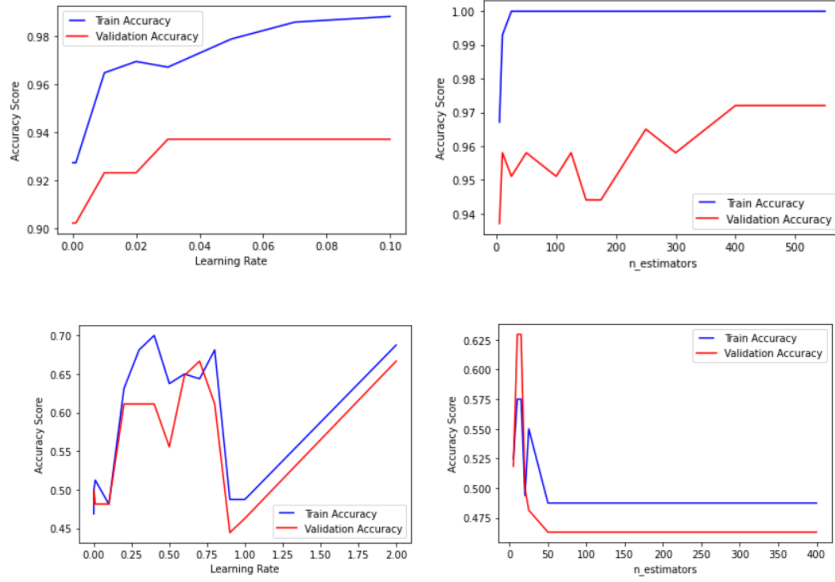 Train Accuracy
Validation Accuracy
0.98
0.96
0.94
0.92
0.90
Accuracy Score
0.00 0.02 0.04 0.06 0.08 0.10
Learning Rate
1.00
0.99
0.98
0.97
0.96
0.95
0.94
Accuracy Score
Train Accuracy
Validation Accuracy
0 100 200 300 400 500
n_estimators
0.70
0.65
0.60
0.55
0.50
0.45
Accuracy Score
Train Accuracy
Validation Accuracy
0.00 0.25 0.50 0.75 1.00 1.25 1.50 1.75 2.00
Learning Rate
Train Accuracy
Validation Accuracy
0.625
0.600
0.575
0.550
0.525
0.500
0.475
Accuracy Score
0 50 100 150 200 250 300 350 400
n_estimators